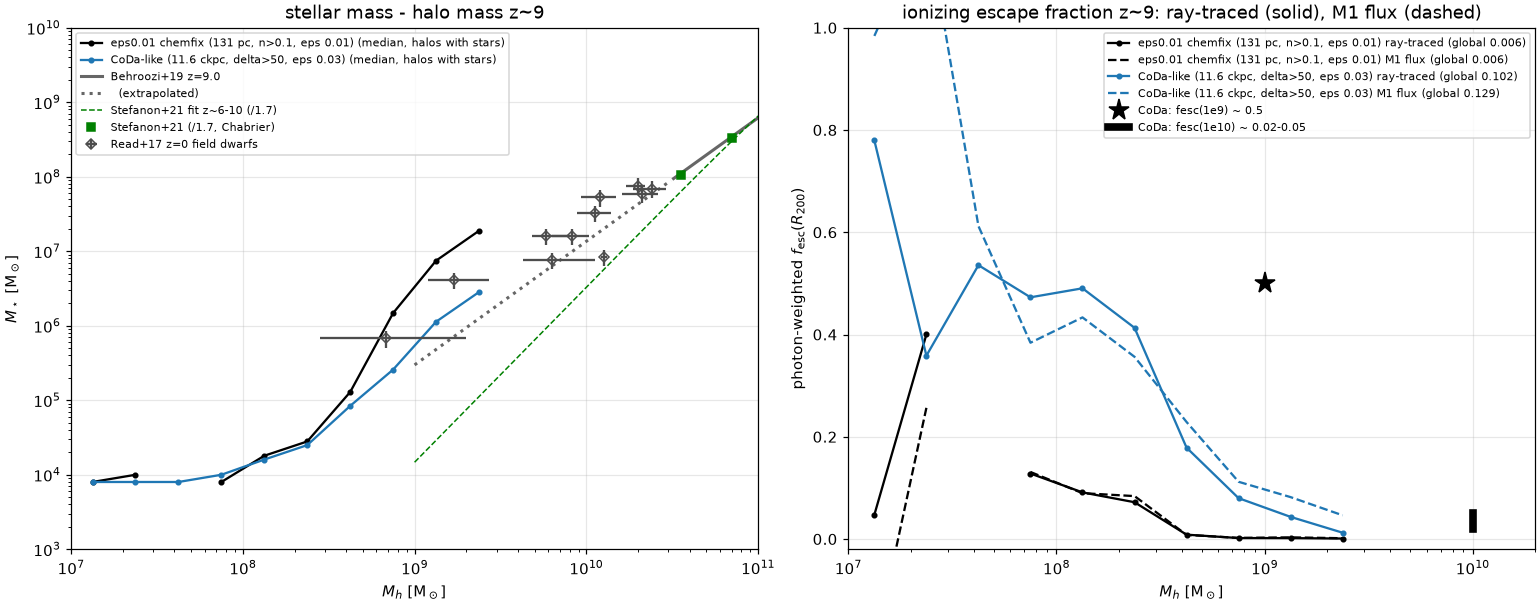 stellar mass - halo mass z~9
10^10
10^9
10^8
10^7
10^6
10^5
10^4
10^3
M⋆ [M⊙]
eps0.01 chemfix (131 pc, n>0.1, eps 0.01) (median, halos with stars)
CoDa-like (11.6 ckpc, delta>50, eps 0.03) (median, halos with stars)
Behroozi+19 z=9.0
(extrapolated)
Stefanon+21 fit z~6-10 (/1.7)
Stefanon+21 (/1.7, Chabrier)
Read+17 z=0 field dwarfs
10^7
10^8
10^9
10^10
10^11
M_h [M⊙]
ionizing escape fraction z~9: ray-traced (solid), M1 flux (dashed)
1.0
0.8
0.6
0.4
0.2
0.0
photon-weighted f_esc(R_200)
eps0.01 chemfix (131 pc, n>0.1, eps 0.01) ray-traced (global 0.006)
eps0.01 chemfix (131 pc, n>0.1, eps 0.01) M1 flux (global 0.006)
CoDa-like (11.6 ckpc, delta>50, eps 0.03) ray-traced (global 0.102)
CoDa-like (11.6 ckpc, delta>50, eps 0.03) M1 flux (global 0.129)
CoDa: fesc(1e9) ~ 0.5
CoDa: fesc(1e10) ~ 0.02-0.05
10^7
10^8
10^9
10^10
M_h [M⊙]